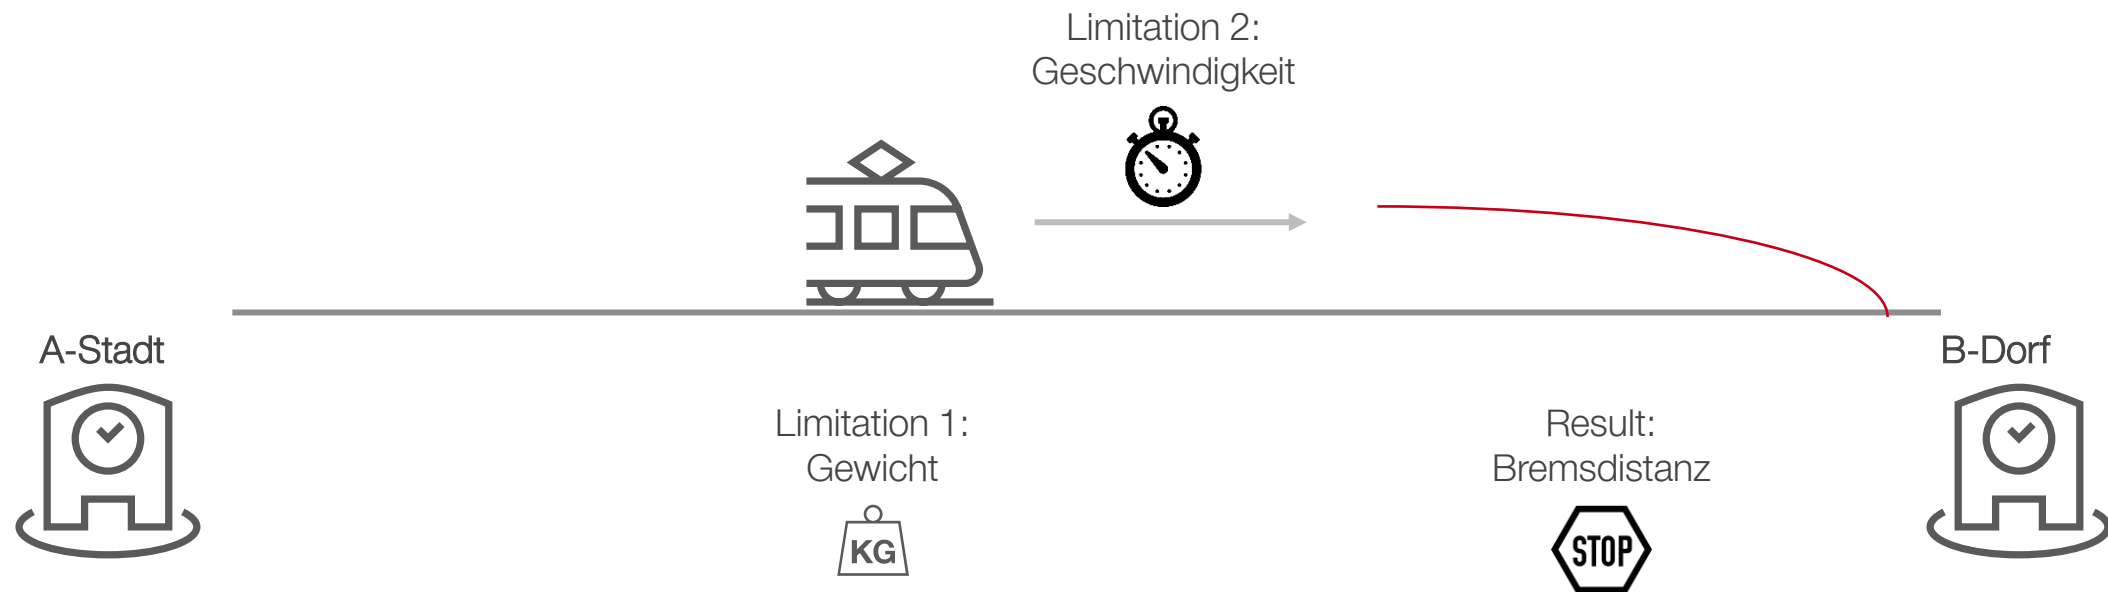 Limitation 2:
Geschwindigkeit
A-Stadt
B-Dorf
Limitation 1:
Gewicht
KG
Result:
Bremsdistanz
STOP